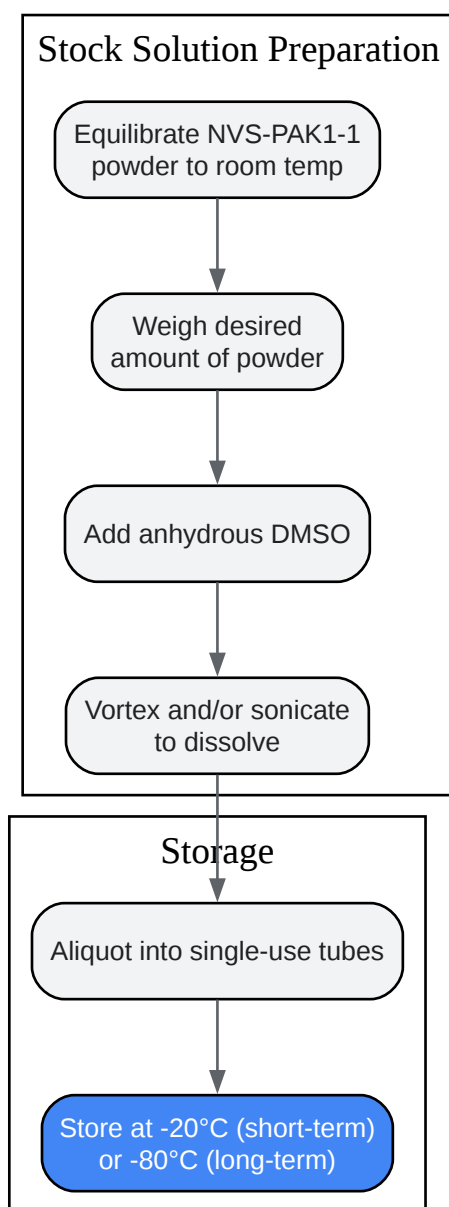 Stock Solution Preparation
Equilibrate NVS-PAK1-1
powder to room temp
Weigh desired
amount of powder
Add anhydrous DMSO
Vortex and/or sonicate
to dissolve
Storage
Aliquot into single-use tubes
Store at -20°C (short-term)
or -80°C (long-term)